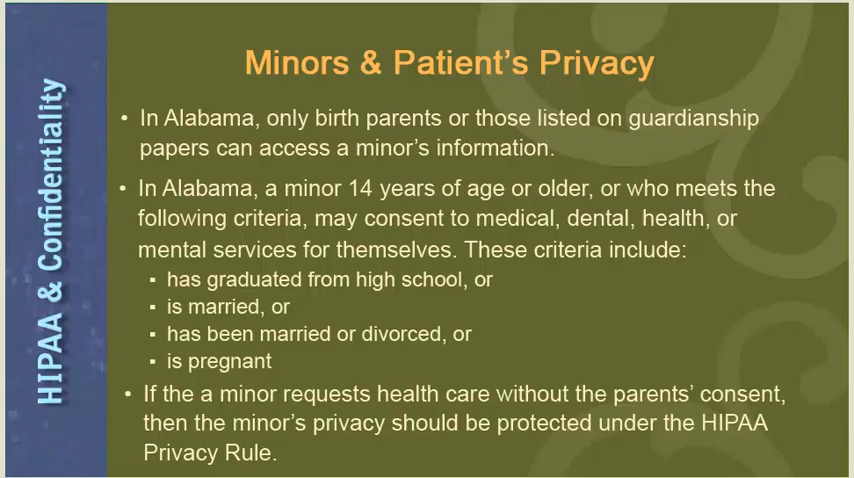 HIPAA & Confidentiality
Minors & Patient's Privacy
• In Alabama, only birth parents or those listed on guardianship
papers can access a minor's information.
• In Alabama, a minor 14 years of age or older, or who meets the
following criteria, may consent to medical, dental, health, or
mental services for themselves. These criteria include:
▪ has graduated from high school, or
▪ is married, or
▪ has been married or divorced, or
▪ is pregnant
• If the a minor requests health care without the parents' consent,
then the minor's privacy should be protected under the HIPAA
Privacy Rule.